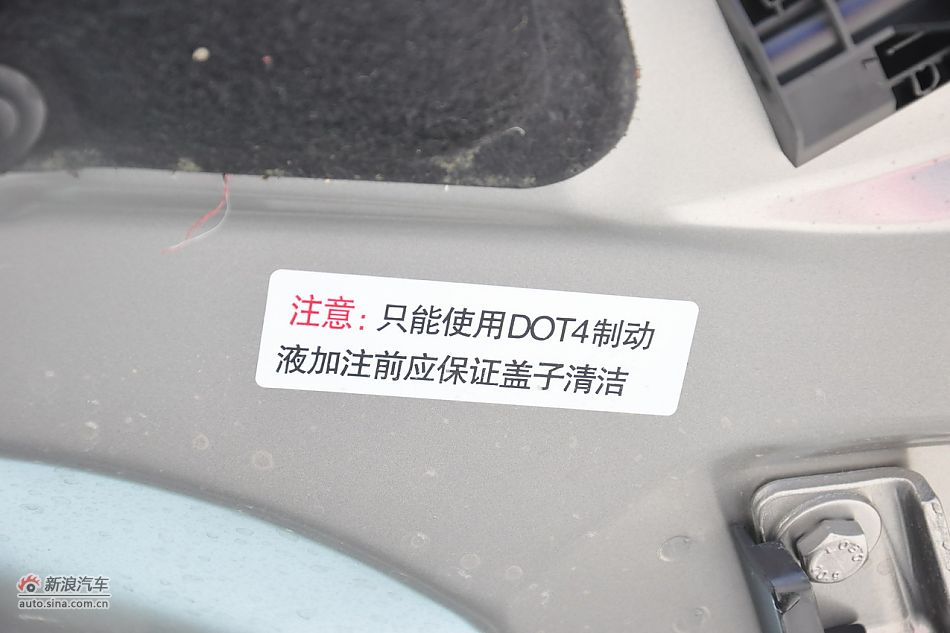 注意：只能使用DOT4制动
液加注前应保证盖子清洁
新浪汽车
auto.sina.com.cn